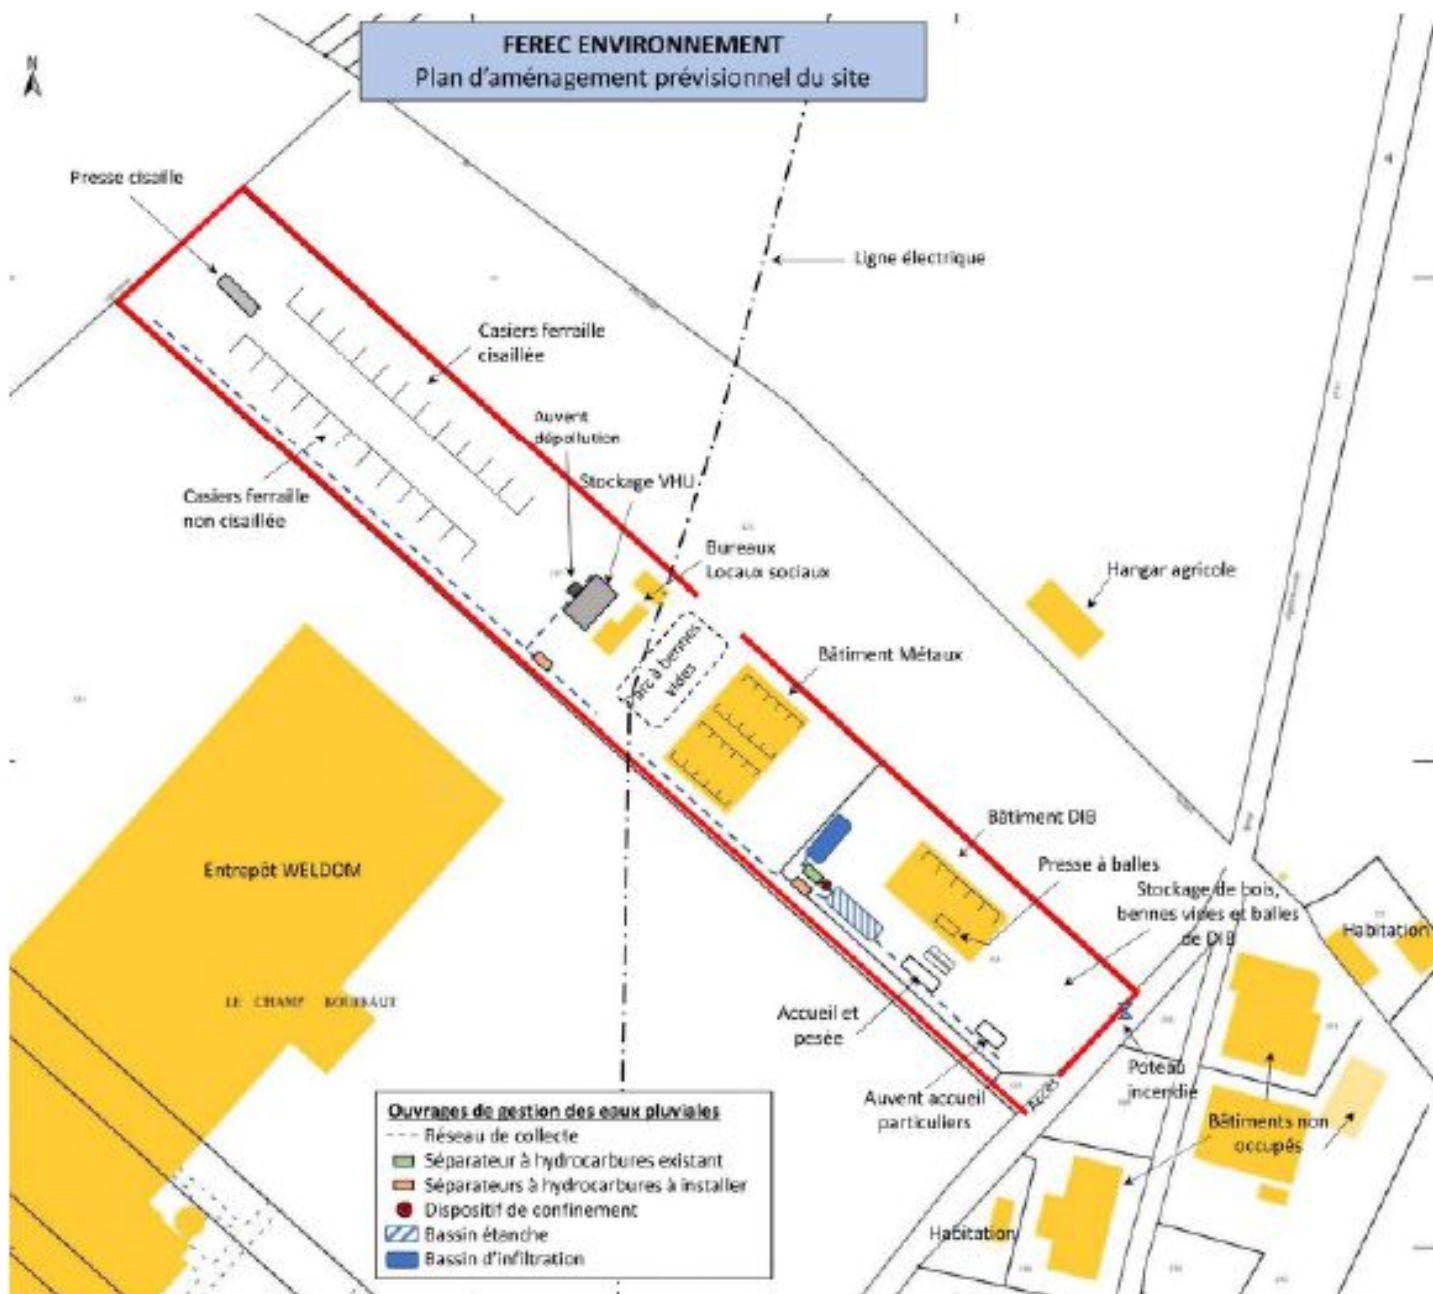 FEREC ENVIRONNEMENT
Plan d'aménagement prévisionnel du site
N
Presse cisaille
Ligne électrique
Casiers ferraille
cisaillée
Auvent
dépollution
Stockage VHU
Casiers ferraille
non cisaillée
Bureaux
Locaux sociaux
Hangar agricole
arc à bennes
vides
Bâtiment Métaux
Bâtiment DIB
Presse à balles
Stockage de bois,
bennes vides et balles
de DIB
Habitation
Entrepôt WELDOM
LE CHAMP
Accueil et
pesée
Poteau
incendie
Accès
Auvent accueil
particuliers
Bâtiments non
occupés
Habitation
Ouvrages de gestion des eaux pluviales
Réseau de collecte
Séparateur à hydrocarbures existant
Séparateurs à hydrocarbures à installer
Dispositif de confinement
Bassin étanche
Bassin d'infiltration